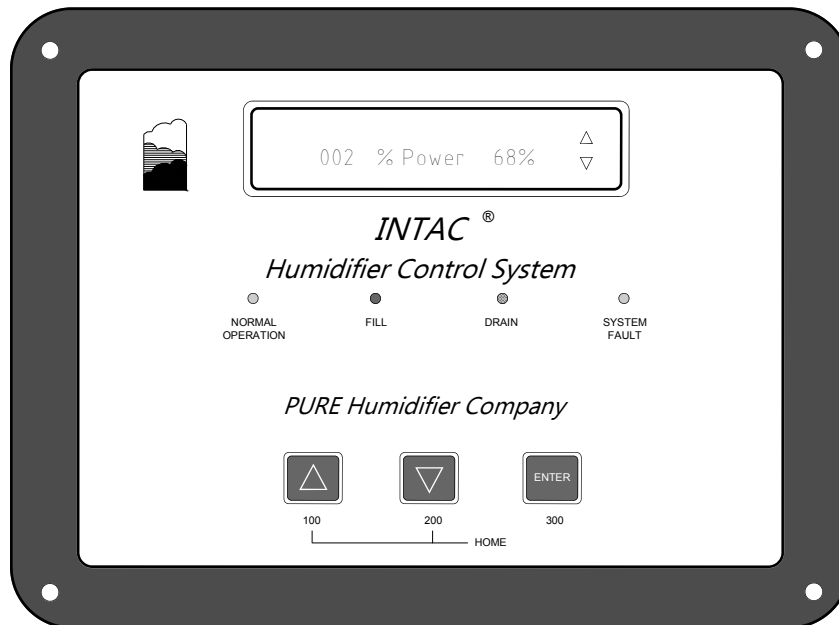 002 % Power 68%
INTAC ®
Humidifier Control System
NORMAL OPERATION
FILL
DRAIN
SYSTEM FAULT
PURE Humidifier Company
ENTER
100 200 300
HOME